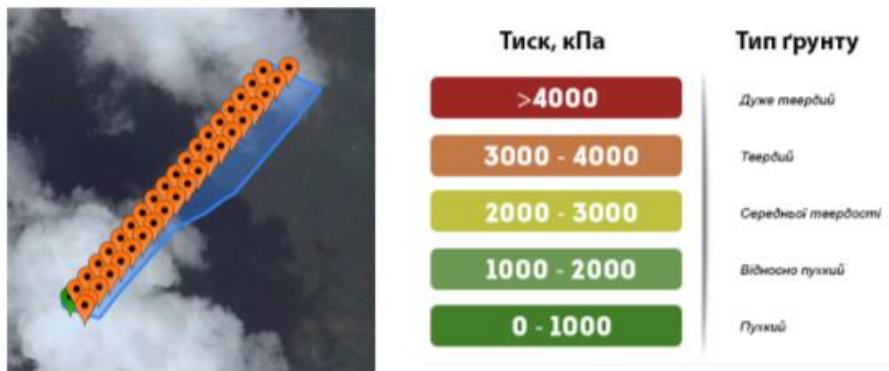 Тиск, кПа Тип ґрунту
>4000 Дуже твердий
3000 - 4000 Твердий
2000 - 3000 Середньої твердості
1000 - 2000 Відносно пухкий
0 - 1000 Пухкий